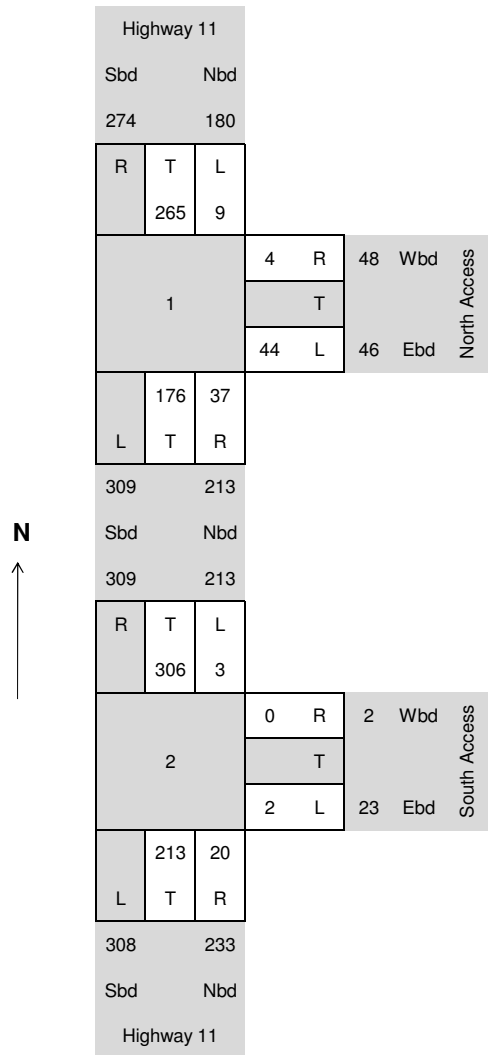 Highway 11
Sbd Nbd
274 180
R T L
265 9
4 R 48 Wbd
1 T
44 L 46 Ebd
North Access
176 37
L T R
309 213
Sbd Nbd
309 213
N
R T L
306 3
0 R 2 Wbd
2 T
2 L 23 Ebd
South Access
213 20
L T R
308 233
Sbd Nbd
Highway 11